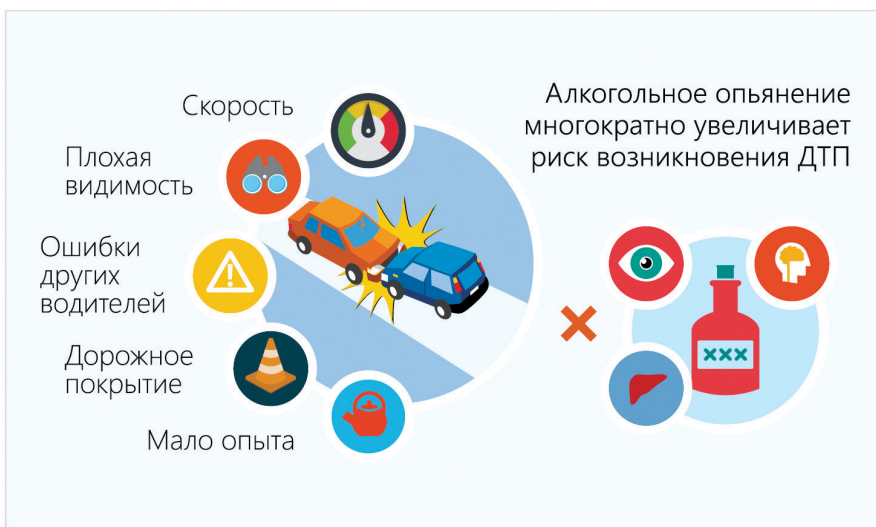 Скорость
Плохая
видимость
Ошибки
других
водителей
Дорожное
покрытие
Мало опыта
Алкогольное опьянение
многократно увеличивает
риск возникновения ДТП
xxx